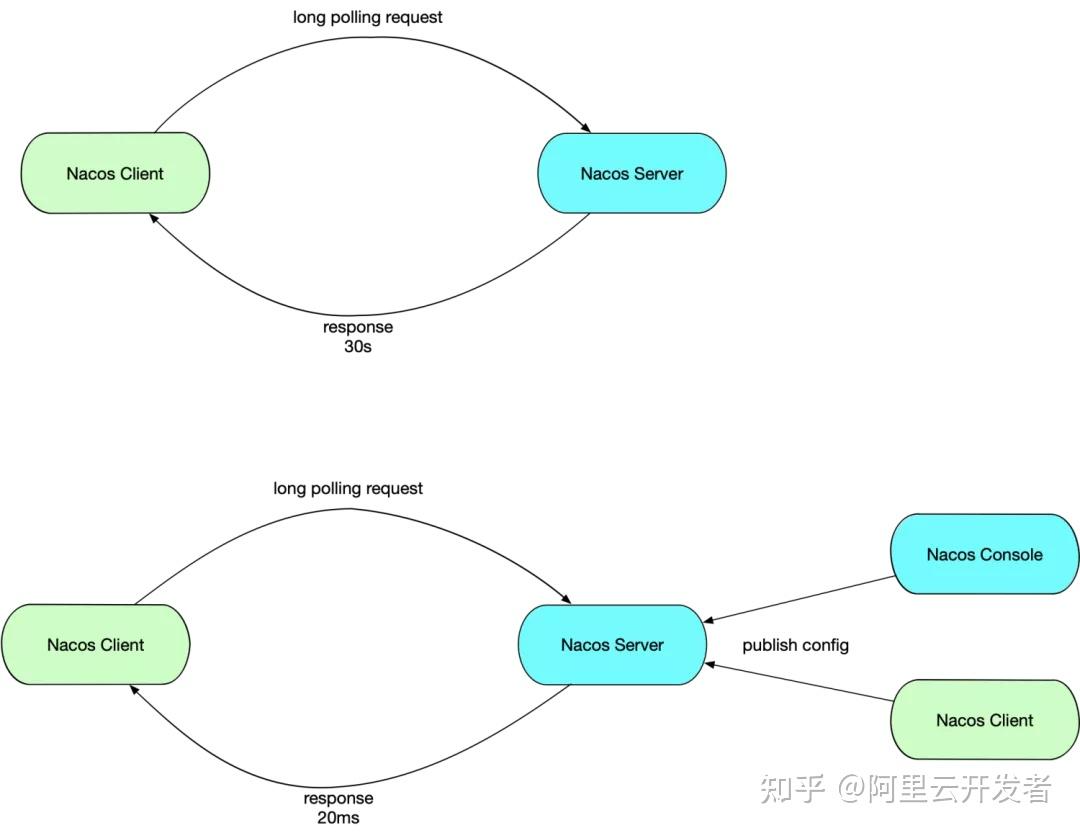 long polling request
Nacos Client
Nacos Server
response
30s
long polling request
Nacos Console
Nacos Client
Nacos Server
publish config
Nacos Client
response
20ms
知乎 @阿里云开发者